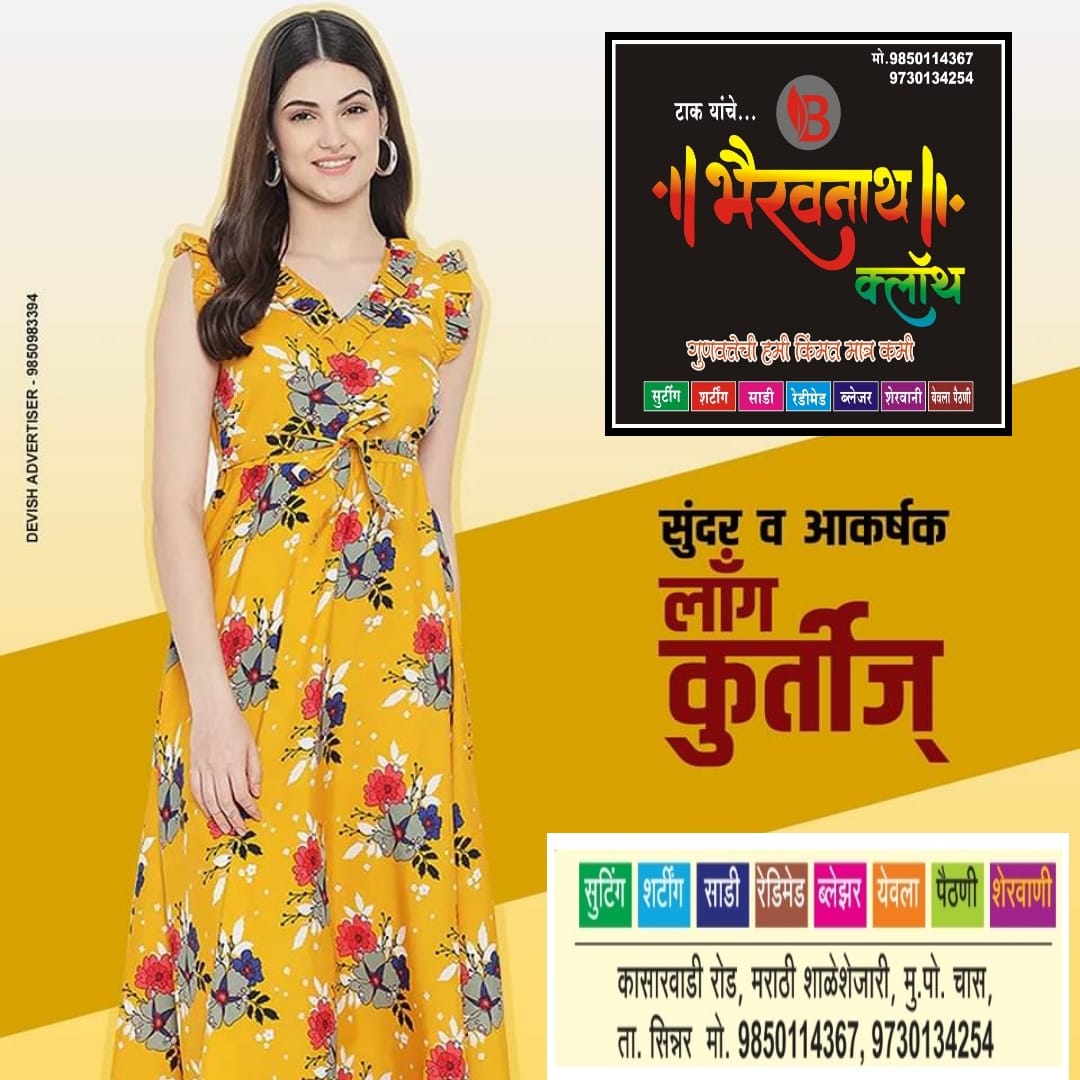 मो.9850114367
9730134254
टाक यांचे...
B
॥भैरवनाथ॥
क्लॉथ
गुणवत्तेची हमी किंमत मात्र कमी
सुटींग शर्टींग साडी रेडीमेड ब्लेजर शेरवानी येवला पैठणी
DEVISH ADVERTISER - 9850983394
सुंदर व आकर्षक
लाँग
कुर्तीज्
सुटिंग शर्टींग साडी रेडिमेड ब्लेझर येवला पैठणी शेरवाणी
कासारवाडी रोड, मराठी शाळेशेजारी, मु.पो. चास,
ता. सिन्नर मो. 9850114367, 9730134254